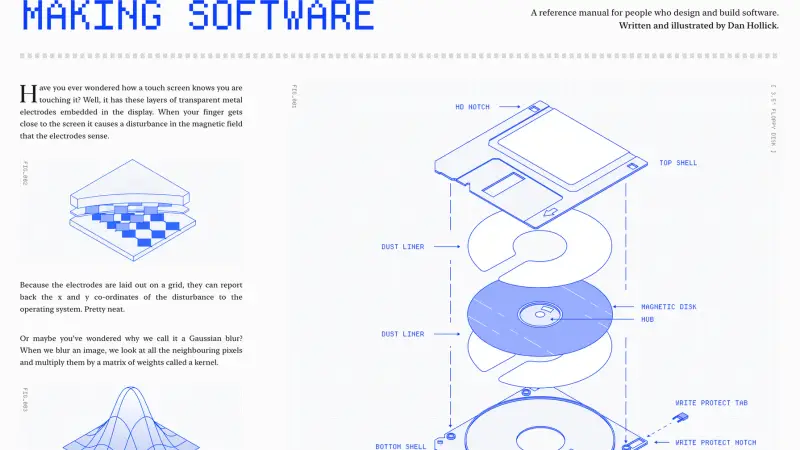 MAKING SOFTWARE
A reference manual for people who design and build software.
Written and illustrated by Dan Hollick.
Have you ever wondered how a touch screen knows you are
touching it? Well, it has these layers of transparent metal
electrodes embedded in the display. When your finger gets
close to the screen it causes a disturbance in the magnetic field
that the electrodes sense.
FIG_002
Because the electrodes are laid out on a grid, they can report
back the x and y co-ordinates of the disturbance to the
operating system. Pretty neat.
Or maybe you've wondered why we call it a Gaussian blur?
When we blur an image, we look at all the neighbouring pixels
and multiply them by a matrix of weights called a kernel.
FIG_003
FIG_001
[ 3.5" FLOPPY DISK ]
HD NOTCH
TOP SHELL
DUST LINER
MAGNETIC DISK
HUB
DUST LINER
WRITE PROTECT TAB
BOTTOM SHELL
WRITE PROTECT NOTCH